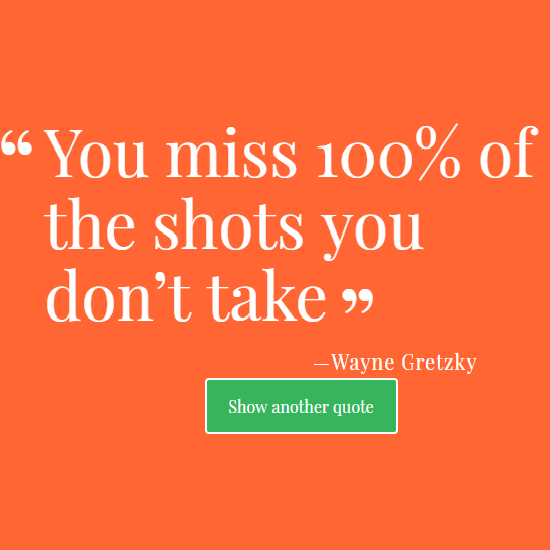 “ You miss 100% of
the shots you
don’t take ”
—Wayne Gretzky
Show another quote